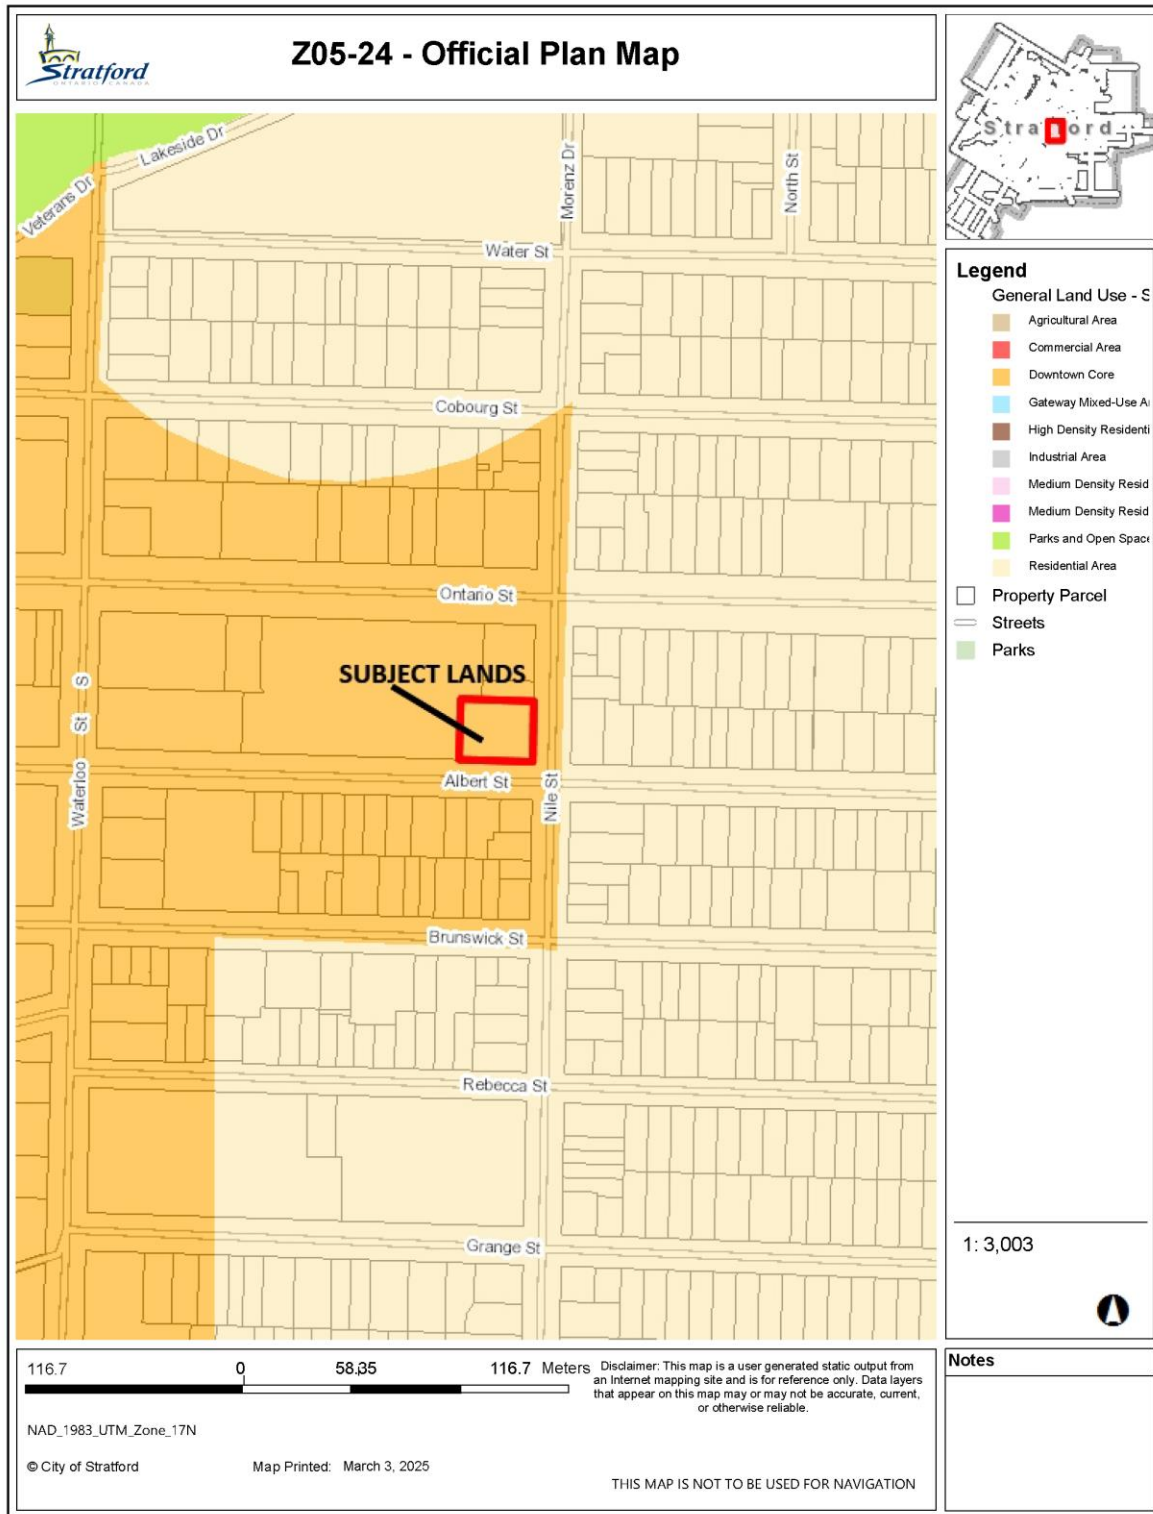 Stratford
ONTARIO CANADA
Z05-24 - Official Plan Map
Stratford
Lakeside Dr
Veterans Dr
Morenz Dr
North St
Water St
Cobourg St
Ontario St
SUBJECT LANDS
Waterloo St S
Albert St
Nile St
Brunswick St
Rebecca St
Grange St
Legend
General Land Use - S
Agricultural Area
Commercial Area
Downtown Core
Gateway Mixed-Use
High Density Residenti
Industrial Area
Medium Density Resid
Medium Density Resid
Parks and Open Space
Residential Area
Property Parcel
Streets
Parks
1: 3,003
116.7 0 58.35 116.7 Meters
Disclaimer: This map is a user generated static output from
an Internet mapping site and is for reference only. Data layers
that appear on this map may or may not be accurate, current,
or otherwise reliable.
NAD_1983_UTM_Zone_17N
© City of Stratford Map Printed: March 3, 2025
THIS MAP IS NOT TO BE USED FOR NAVIGATION
Notes